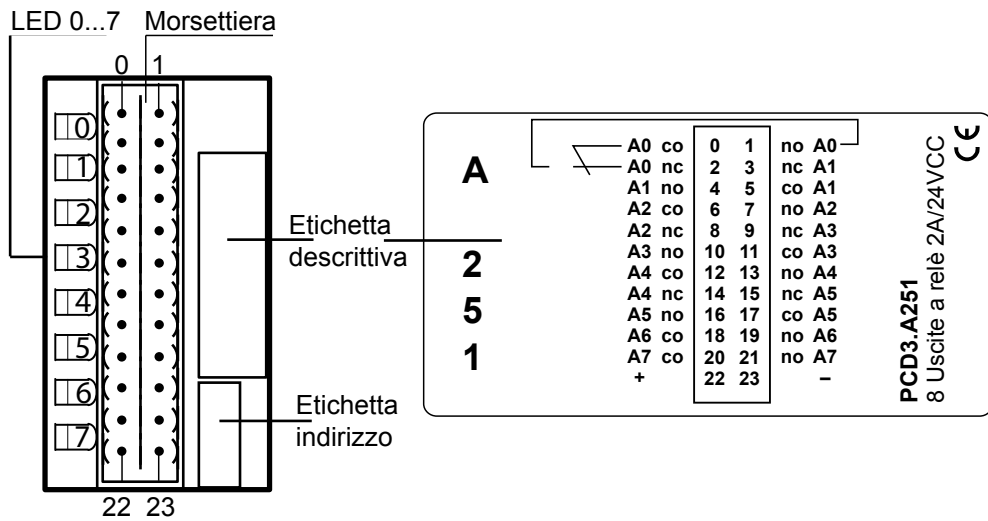 LED 0...7 Morsettiera
0 1
0
1
2
3
4
5
6
7
22 23
Etichetta
descrittiva
Etichetta
indirizzo
A
2
5
1
A0 co 0 1 no A0
A0 nc 2 3 nc A1
A1 no 4 5 co A1
A2 co 6 7 no A2
A2 nc 8 9 nc A3
A3 no 10 11 co A3
A4 co 12 13 no A4
A4 nc 14 15 nc A5
A5 no 16 17 co A5
A6 co 18 19 no A6
A7 co 20 21 no A7
+ 22 23 –
PCD3.A251
8 Uscite a relè 2A/24VCC
CE